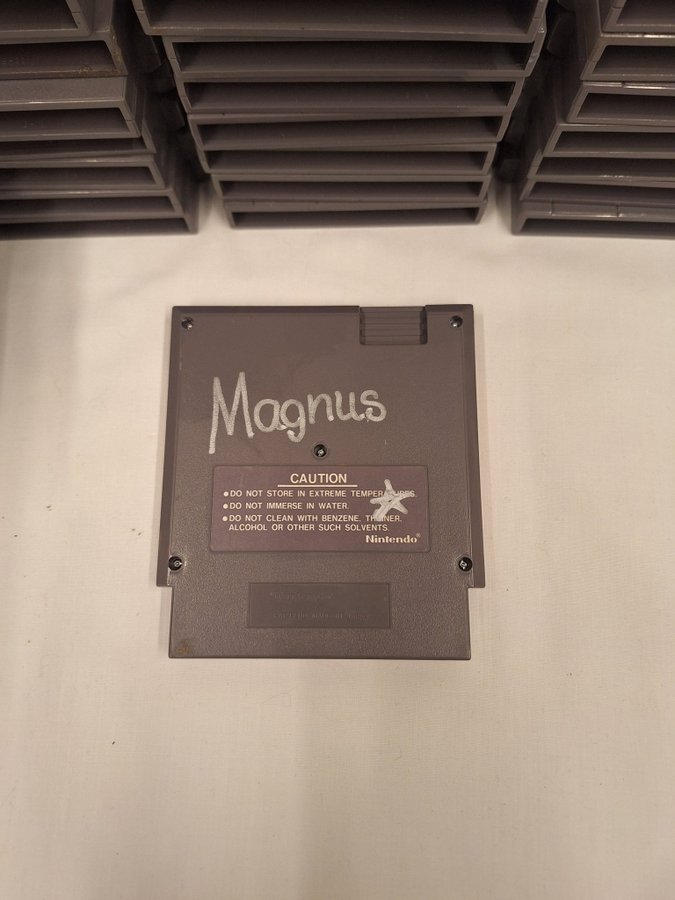 Magnus
CAUTION
● DO NOT STORE IN EXTREME TEMPERATURES.
● DO NOT IMMERSE IN WATER.
● DO NOT CLEAN WITH BENZENE, THINNER,
ALCOHOL OR OTHER SUCH SOLVENTS.
Nintendo®